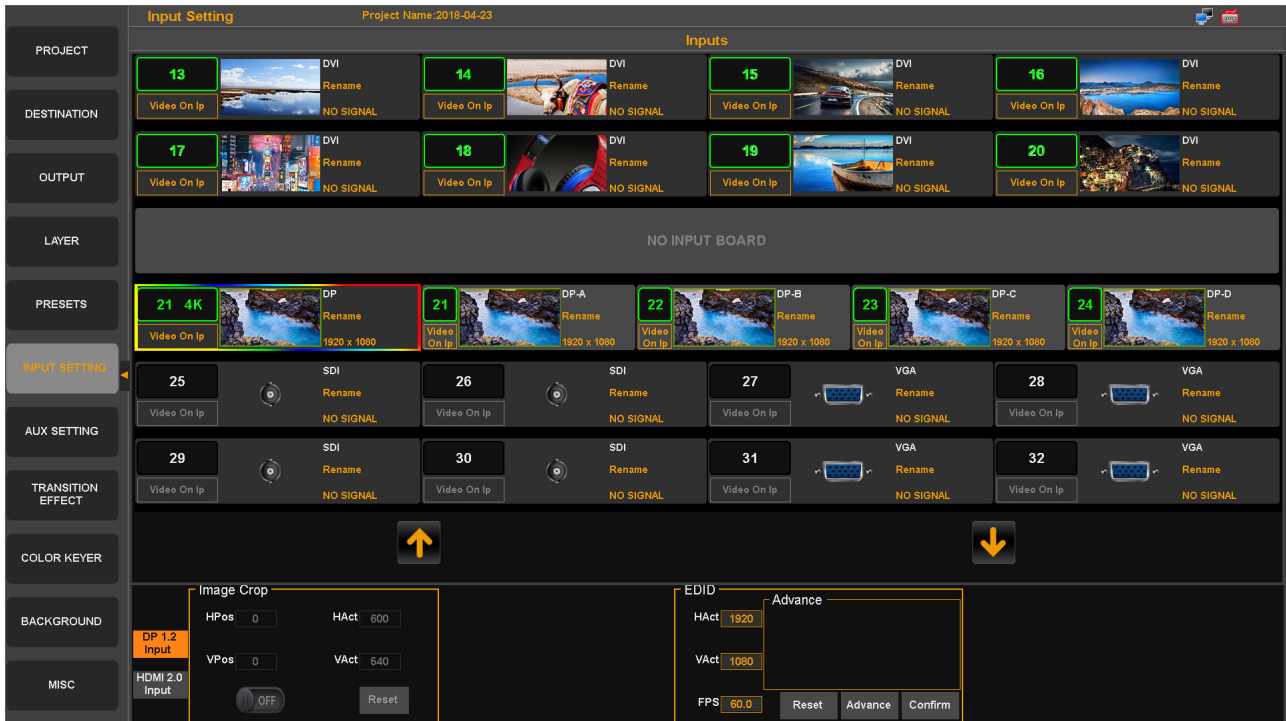 Input Setting
Project Name:2018-04-23
PROJECT
DESTINATION
OUTPUT
LAYER
PRESETS
INPUT SETTING
AUX SETTING
TRANSITION
EFFECT
COLOR KEYER
BACKGROUND
MISC
Inputs
13
Video On Ip
DVI
Rename
NO SIGNAL
14
Video On Ip
DVI
Rename
NO SIGNAL
15
Video On Ip
DVI
Rename
NO SIGNAL
16
Video On Ip
DVI
Rename
NO SIGNAL
17
Video On Ip
DVI
Rename
NO SIGNAL
18
Video On Ip
DVI
Rename
NO SIGNAL
19
Video On Ip
DVI
Rename
NO SIGNAL
20
Video On Ip
DVI
Rename
NO SIGNAL
NO INPUT BOARD
21 4K
Video On Ip
DP
Rename
1920 x 1080
21
Video
On Ip
DP-A
Rename
1920 x 1080
22
Video
On Ip
DP-B
Rename
1920 x 1080
23
Video
On Ip
DP-C
Rename
1920 x 1080
24
Video
On Ip
DP-D
Rename
1920 x 1080
25
Video On Ip
SDI
Rename
NO SIGNAL
26
Video On Ip
SDI
Rename
NO SIGNAL
27
Video On Ip
VGA
Rename
NO SIGNAL
28
Video On Ip
VGA
Rename
NO SIGNAL
29
Video On Ip
SDI
Rename
NO SIGNAL
30
Video On Ip
SDI
Rename
NO SIGNAL
31
Video On Ip
VGA
Rename
NO SIGNAL
32
Video On Ip
VGA
Rename
NO SIGNAL
DP 1.2
Input
HDMI 2.0
Input
Image Crop
HPos 0
HAct 600
VPos 0
VAct 540
OFF
Reset
EDID
HAct 1920
VAct 1080
FPS 60.0
Advance
Reset
Advance
Confirm